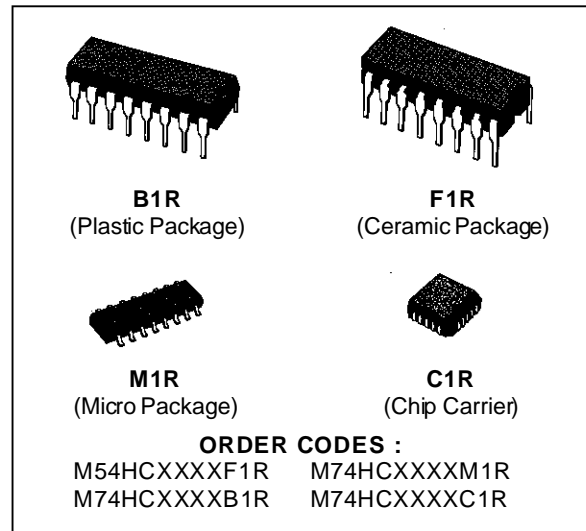 B1R
(Plastic Package)
F1R
(Ceramic Package)
M1R
(Micro Package)
C1R
(Chip Carrier)
ORDER CODES :
M54HCXXXXF1R M74HCXXXXM1R
M74HCXXXXB1R M74HCXXXXC1R